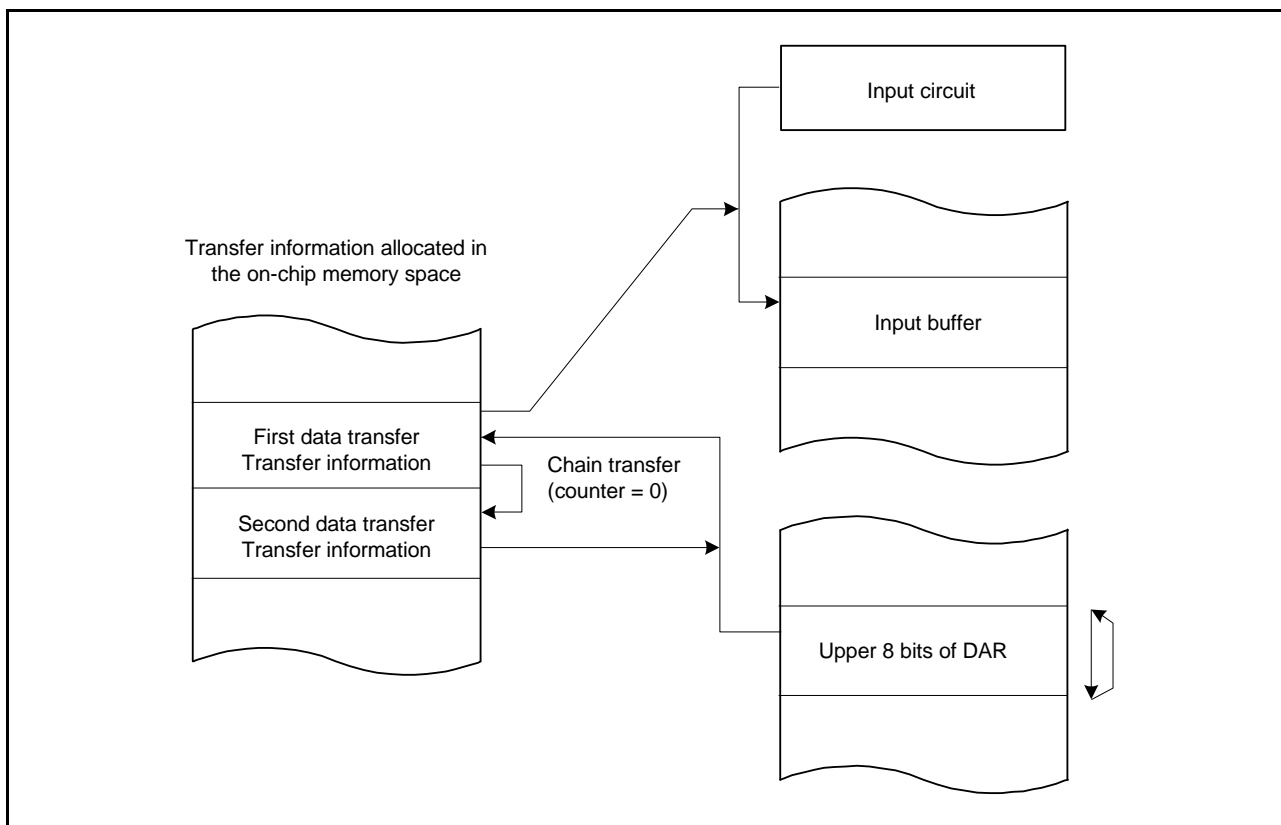 Input circuit
Transfer information allocated in
the on-chip memory space
Input buffer
First data transfer
Transfer information
Chain transfer
(counter = 0)
Second data transfer
Transfer information
Upper 8 bits of DAR